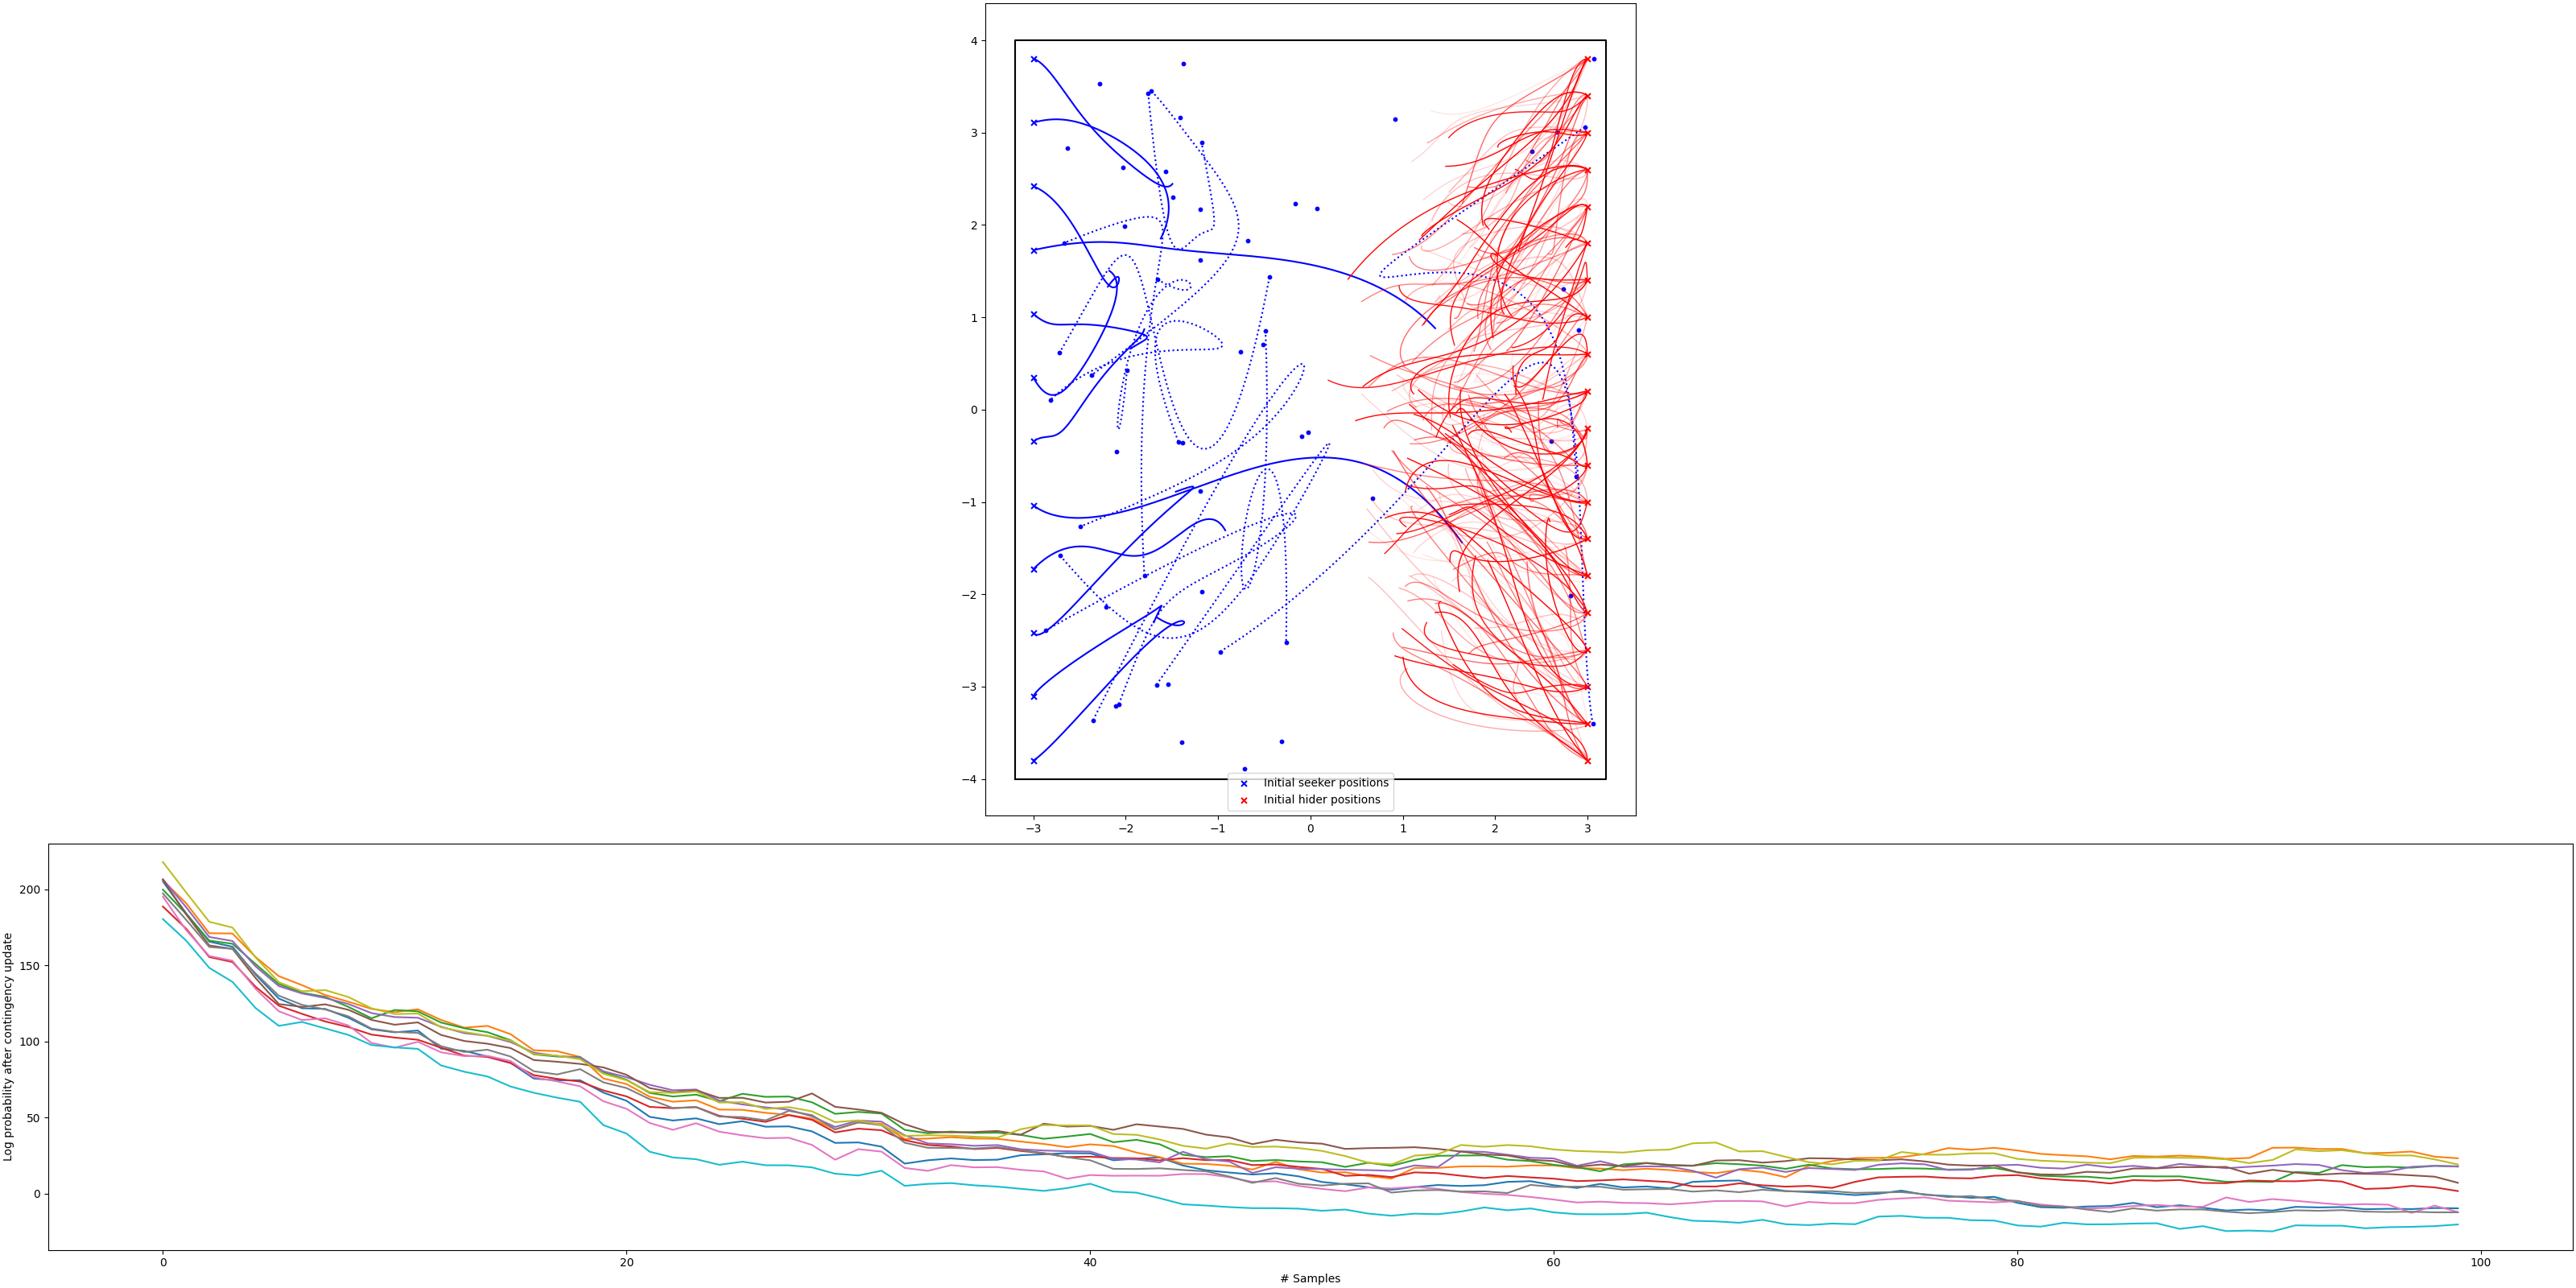 4
3
2
1
0
−1
−2
−3
−4
Initial seeker positions
Initial hider positions
−3 −2 −1 0 1 2 3
Log probability after contingency update
200
150
100
50
0
0 20 40 60 80 100
# Samples